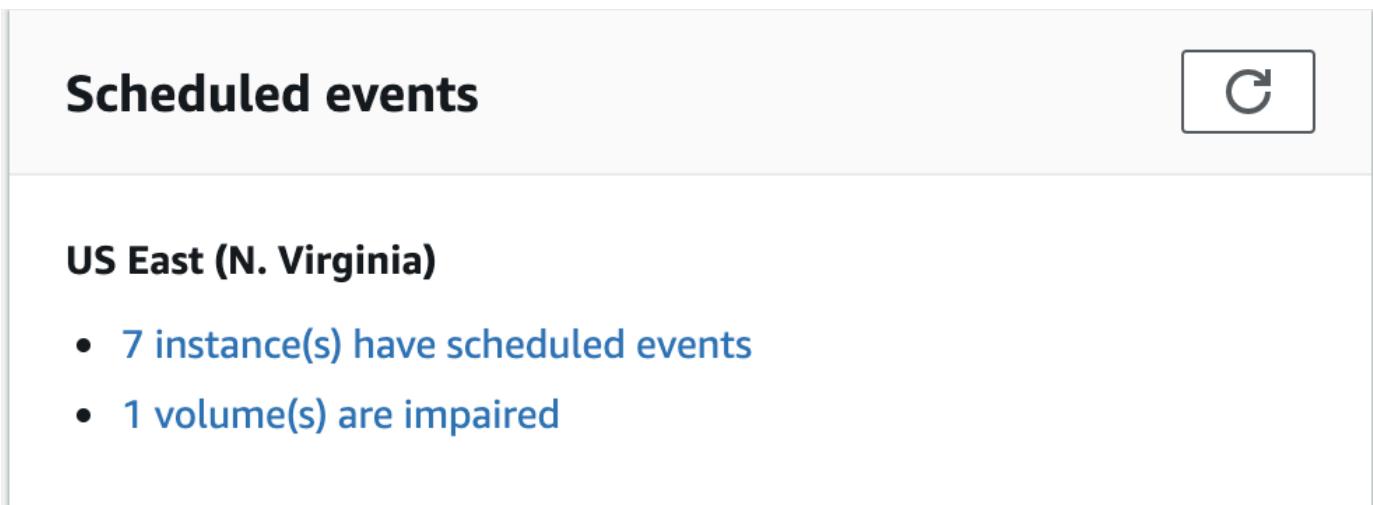 Scheduled events
US East (N. Virginia)
7 instance(s) have scheduled events
1 volume(s) are impaired